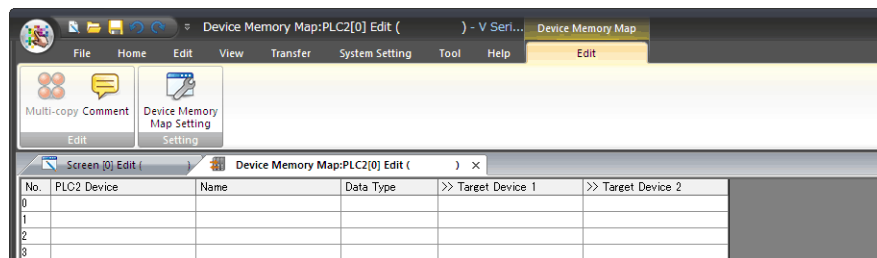 Device Memory Map:PLC2[0] Edit ( ) - V Seri... Device Memory Map
File Home Edit View Transfer System Setting Tool Help Edit
Multi-copy Comment Device Memory
Map Setting
Edit Setting
Screen [0] Edit ( ) Device Memory Map:PLC2[0] Edit ( ) ×
No. PLC2 Device Name Data Type >> Target Device 1 >> Target Device 2
0
1
2
3